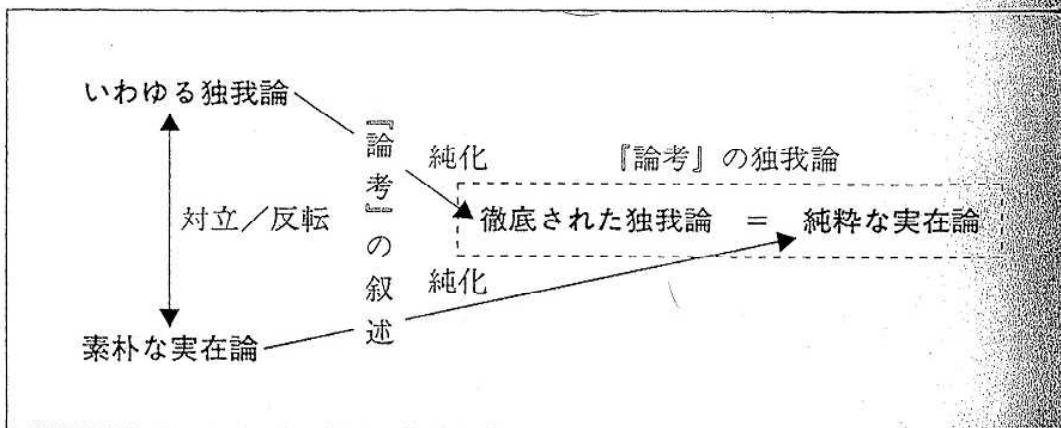 いわゆる独我論
『論考』の叙述
純化
『論考』の独我論
対立／反転
徹底された独我論 = 純粋な実在論
純化
素朴な実在論